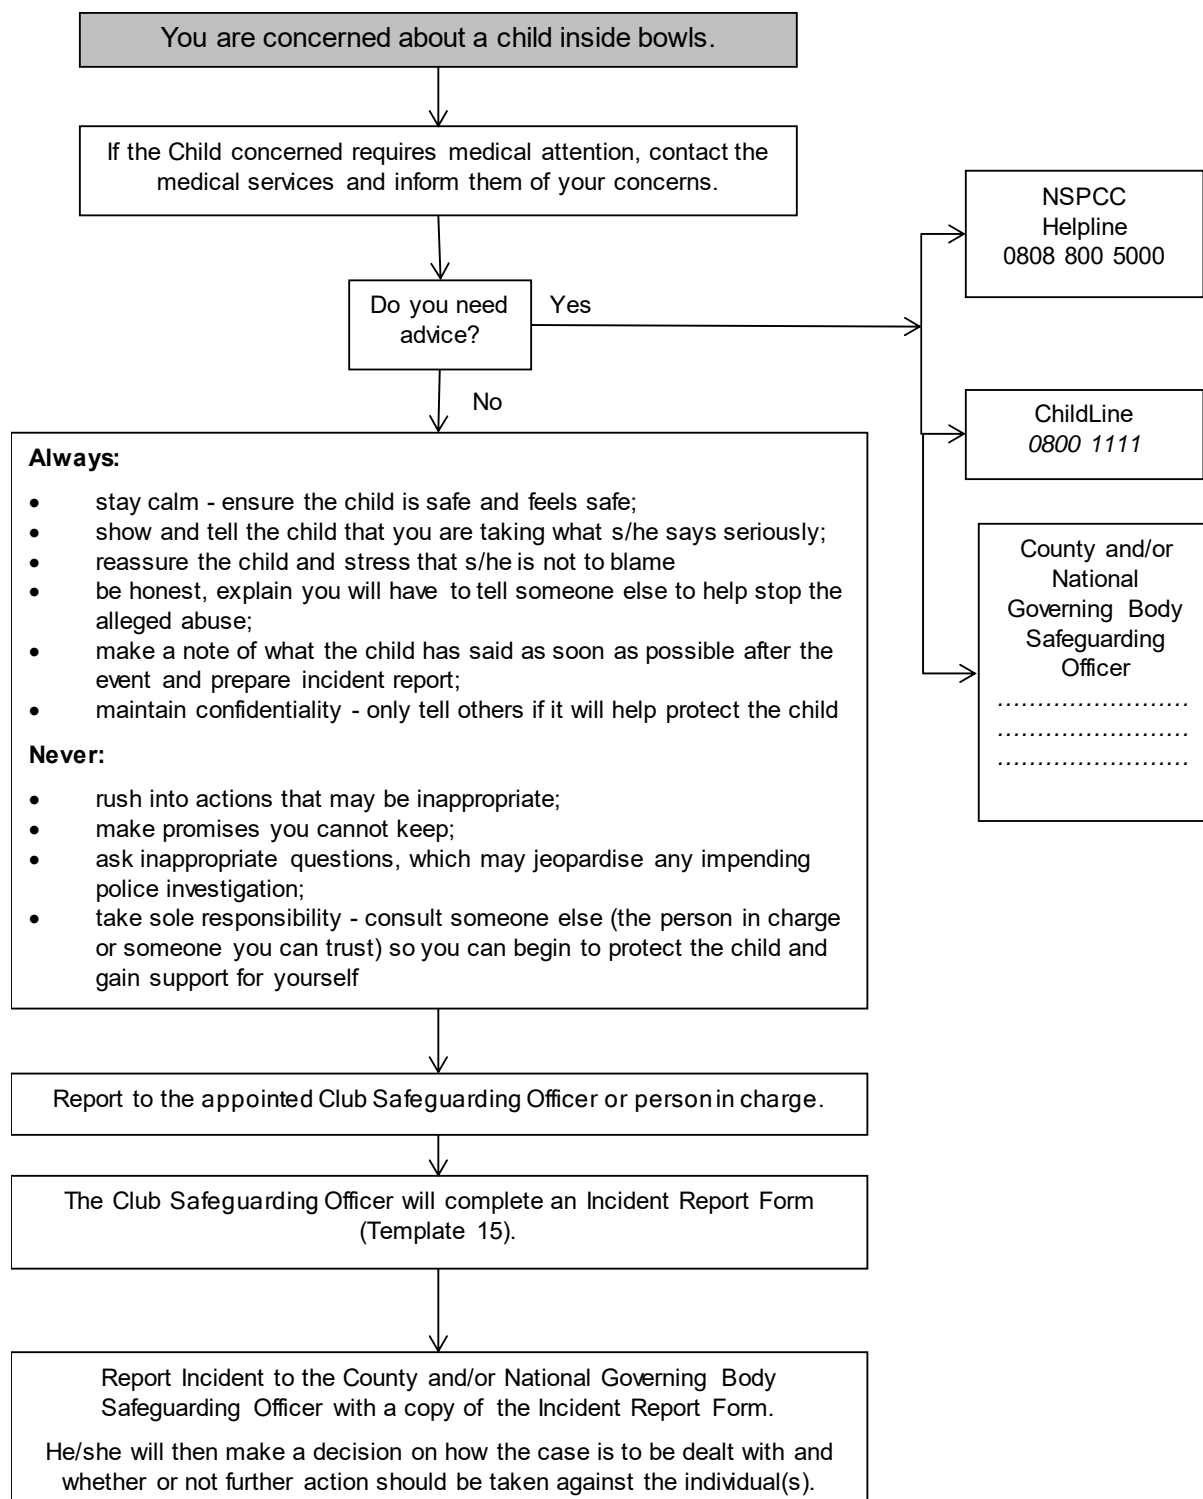 You are concerned about a child inside bowls.
If the Child concerned requires medical attention, contact the
medical services and inform them of your concerns.
NSPCC
Helpline
0808 800 5000
Do you need
advice?
Yes
No
ChildLine
0800 1111
County and/or
National
Governing Body
Safeguarding
Officer
........................
........................
........................
Always:
• stay calm - ensure the child is safe and feels safe;
• show and tell the child that you are taking what s/he says seriously;
• reassure the child and stress that s/he is not to blame
• be honest, explain you will have to tell someone else to help stop the
alleged abuse;
• make a note of what the child has said as soon as possible after the
event and prepare incident report;
• maintain confidentiality - only tell others if it will help protect the child
Never:
• rush into actions that may be inappropriate;
• make promises you cannot keep;
• ask inappropriate questions, which may jeopardise any impending
police investigation;
• take sole responsibility - consult someone else (the person in charge
or someone you can trust) so you can begin to protect the child and
gain support for yourself
Report to the appointed Club Safeguarding Officer or person in charge.
The Club Safeguarding Officer will complete an Incident Report Form
(Template 15).
Report Incident to the County and/or National Governing Body
Safeguarding Officer with a copy of the Incident Report Form.
He/she will then make a decision on how the case is to be dealt with and
whether or not further action should be taken against the individual(s).